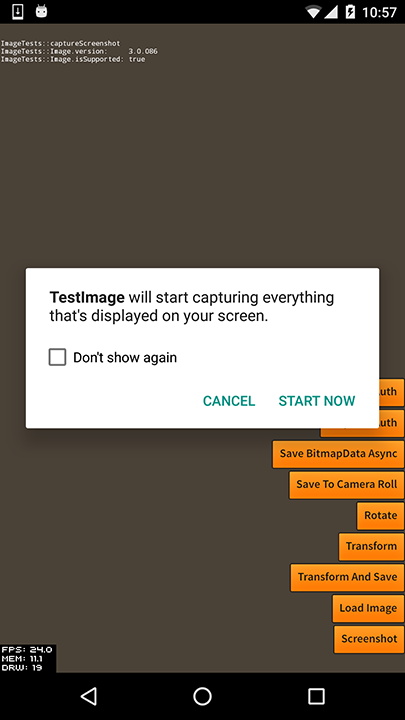 10:57
ImageTests::captureScreenshot
ImageTests::Image.version: 3.0.086
ImageTests::Image.isSupported: true
TestImage will start capturing everything
that's displayed on your screen.
Don't show again
CANCEL START NOW
uth
uth
Save BitmapData Async
Save To Camera Roll
Rotate
Transform
Transform And Save
Load Image
Screenshot
FPS: 24.0
MEM: 11.1
DRW: 19